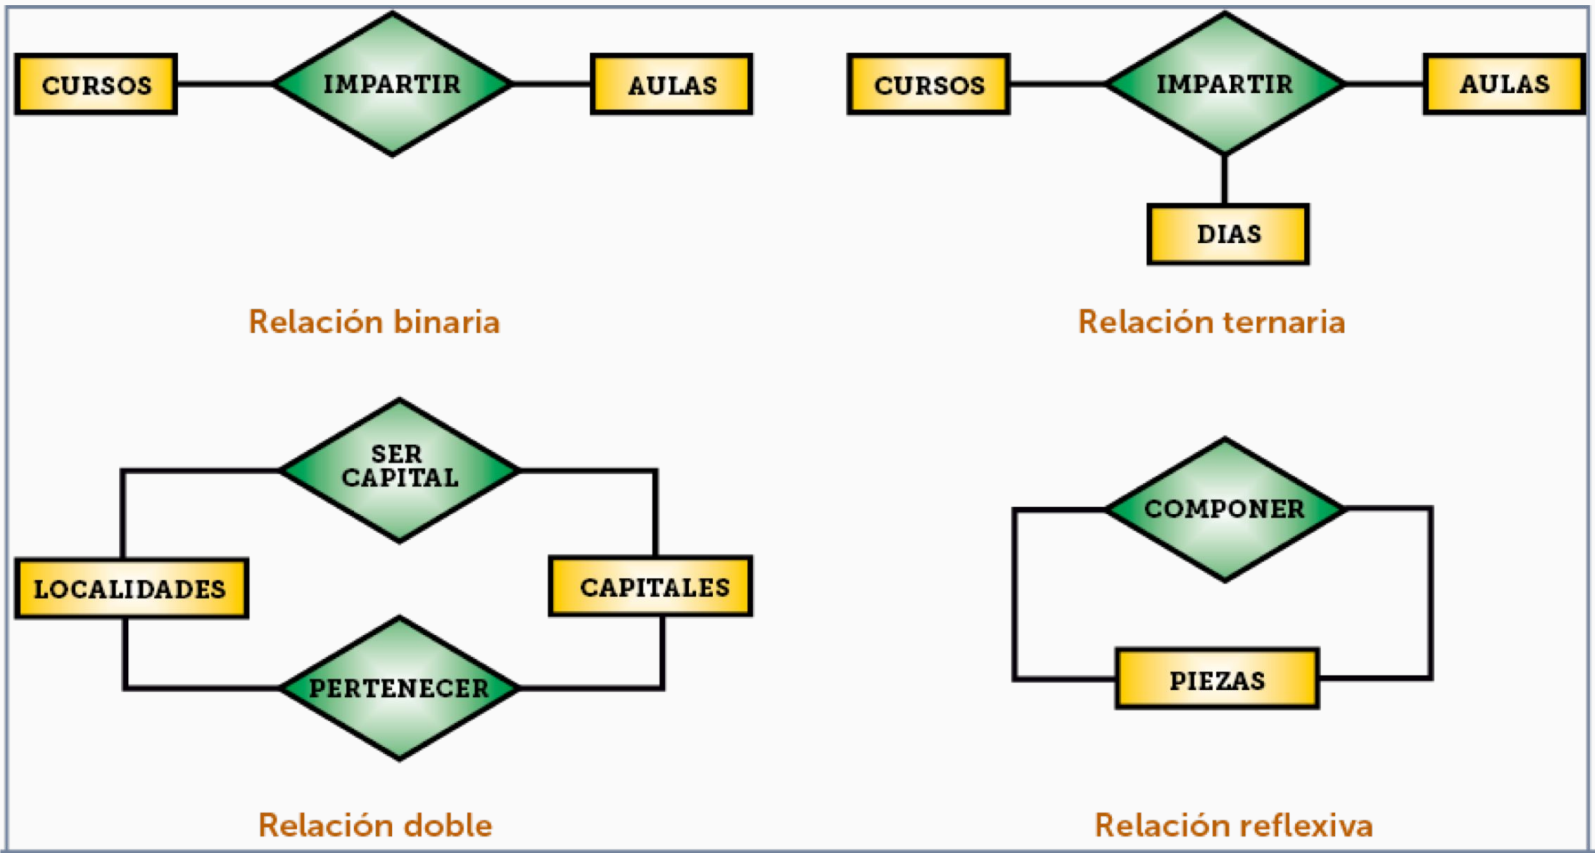 CURSOS
IMPARTIR
AULAS
CURSOS
IMPARTIR
AULAS
DIAS
Relación binaria
Relación ternaria
SER
CAPITAL
LOCALIDADES
CAPITALES
PERTENECER
COMPONER
PIEZAS
Relación doble
Relación reflexiva